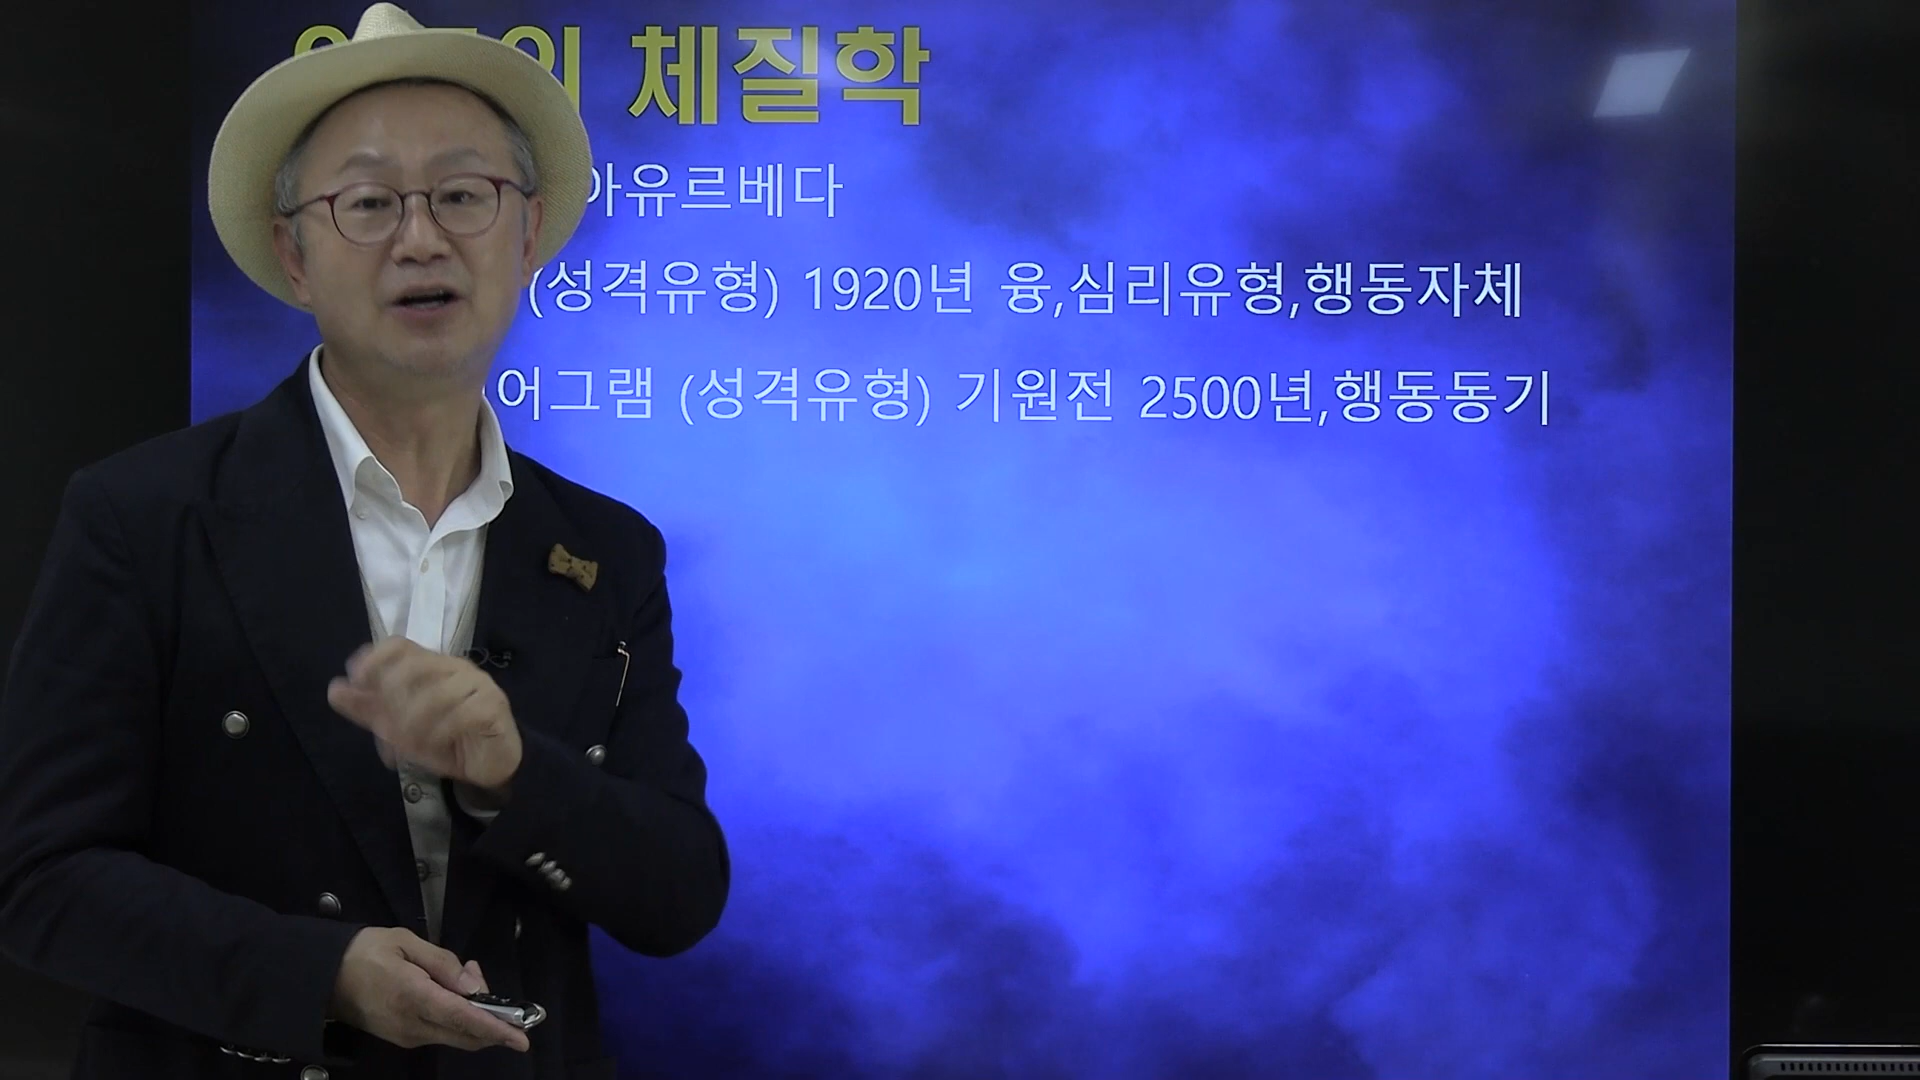 체질학
아유르베다
(성격유형) 1920년 융,심리유형,행동자체
어그램 (성격유형) 기원전 2500년,행동동기